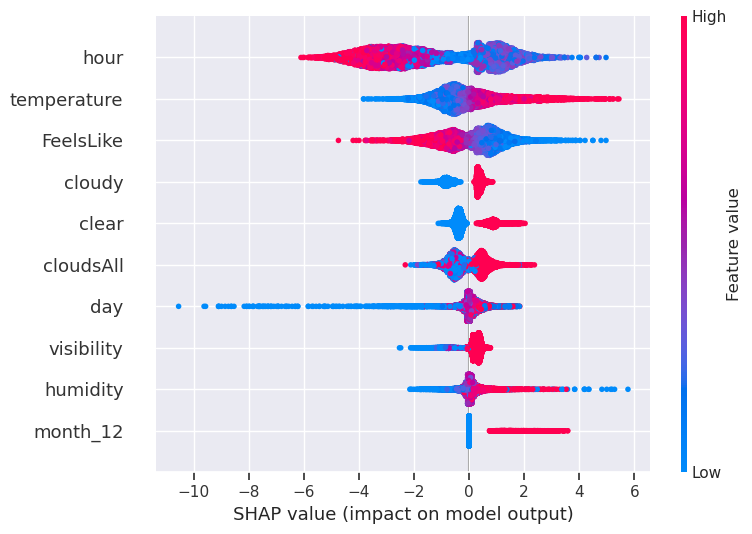 High
hour
temperature
FeelsLike
cloudy
clear
cloudsAll
day
visibility
humidity
month_12
Feature value
Low
−10 −8 −6 −4 −2 0 2 4 6
SHAP value (impact on model output)